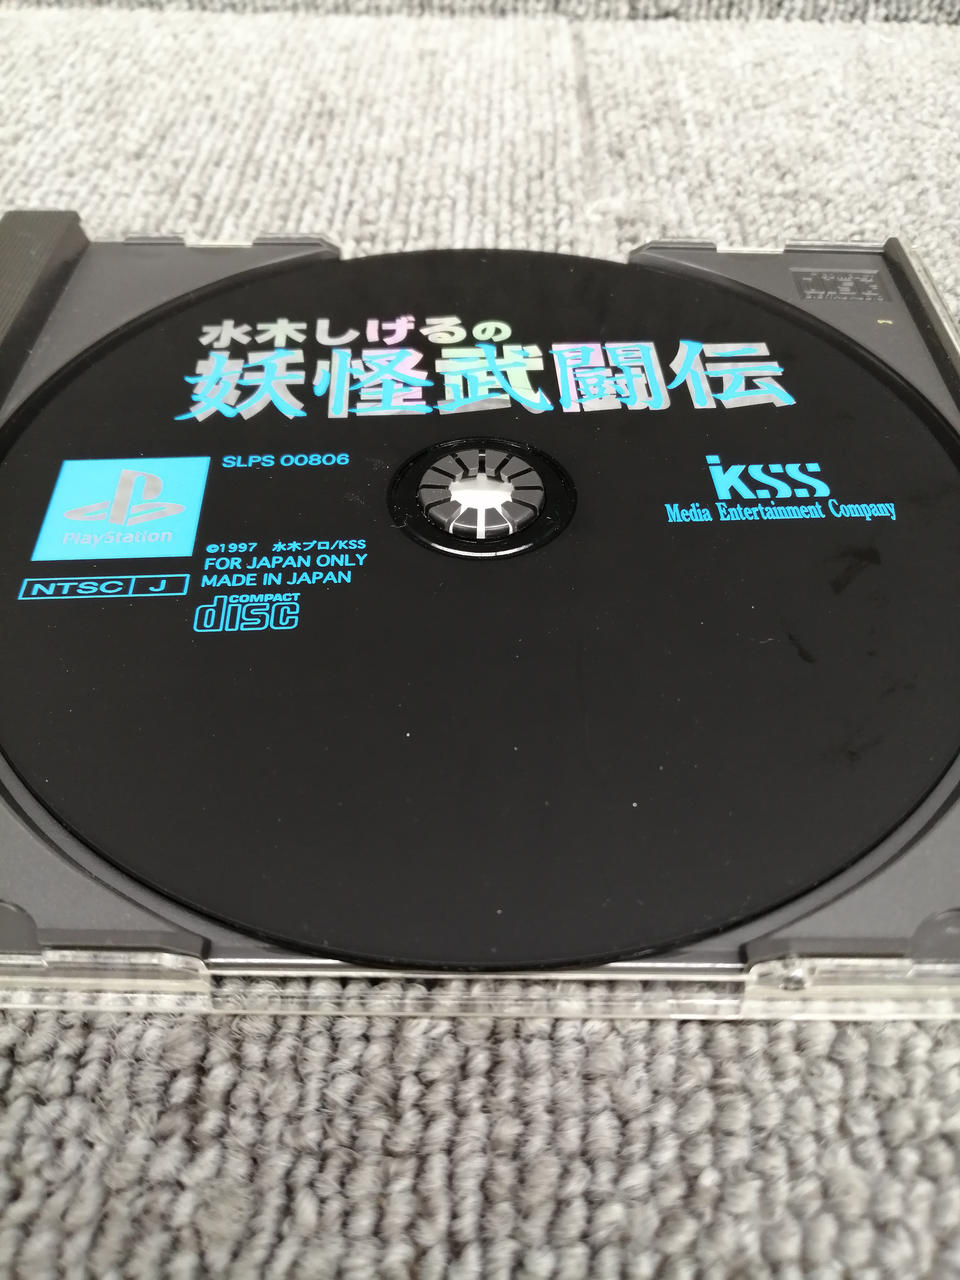 水木しげるの
妖怪武闘伝
SLPS 00806
PlayStation
NTSC J
©1997 水木プロ/KSS
FOR JAPAN ONLY
MADE IN JAPAN
COMPACT
disc
kss
Media Entertainment Company